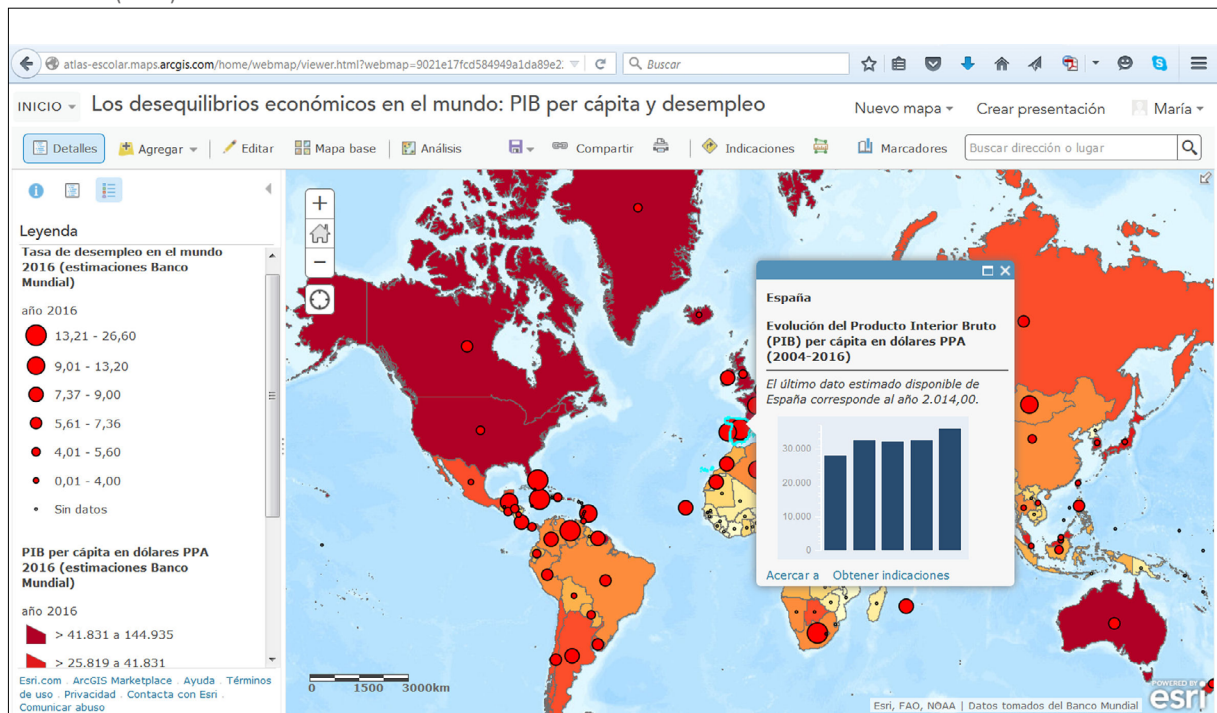 atlas-escolar.maps.arcgis.com/home/webmap/viewer.html?webmap=9021e17fcd584949a1da89e2
Buscar
INICIO
Los desequilibrios económicos en el mundo: PIB per cápita y desempleo
Nuevo mapa
Crear presentación
María
Detalles
Agregar
Editar
Mapa base
Análisis
Compartir
Indicaciones
Marcadores
Buscar dirección o lugar
Leyenda
Tasa de desempleo en el mundo
2016 (estimaciones Banco
Mundial)
año 2016
13,21 - 26,60
9,01 - 13,20
7,37 - 9,00
5,61 - 7,36
4,01 - 5,60
0,01 - 4,00
Sin datos
PIB per cápita en dólares PPA
2016 (estimaciones Banco
Mundial)
año 2016
> 41.831 a 144.935
> 25.819 a 41.831
Esri.com . ArcGIS Marketplace . Ayuda . Términos
de uso . Privacidad . Contacta con Esri .
Comunicar abuso
+
−
España
Evolución del Producto Interior Bruto
(PIB) per cápita en dólares PPA
(2004-2016)
El último dato estimado disponible de
España corresponde al año 2.014,00.
30.000
20.000
10.000
0
Acercar a Obtener indicaciones
0 1500 3000km
Esri, FAO, NOAA | Datos tomados del Banco Mundial
POWERED BY
esri